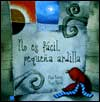 No es fácil,
pequeña ardilla